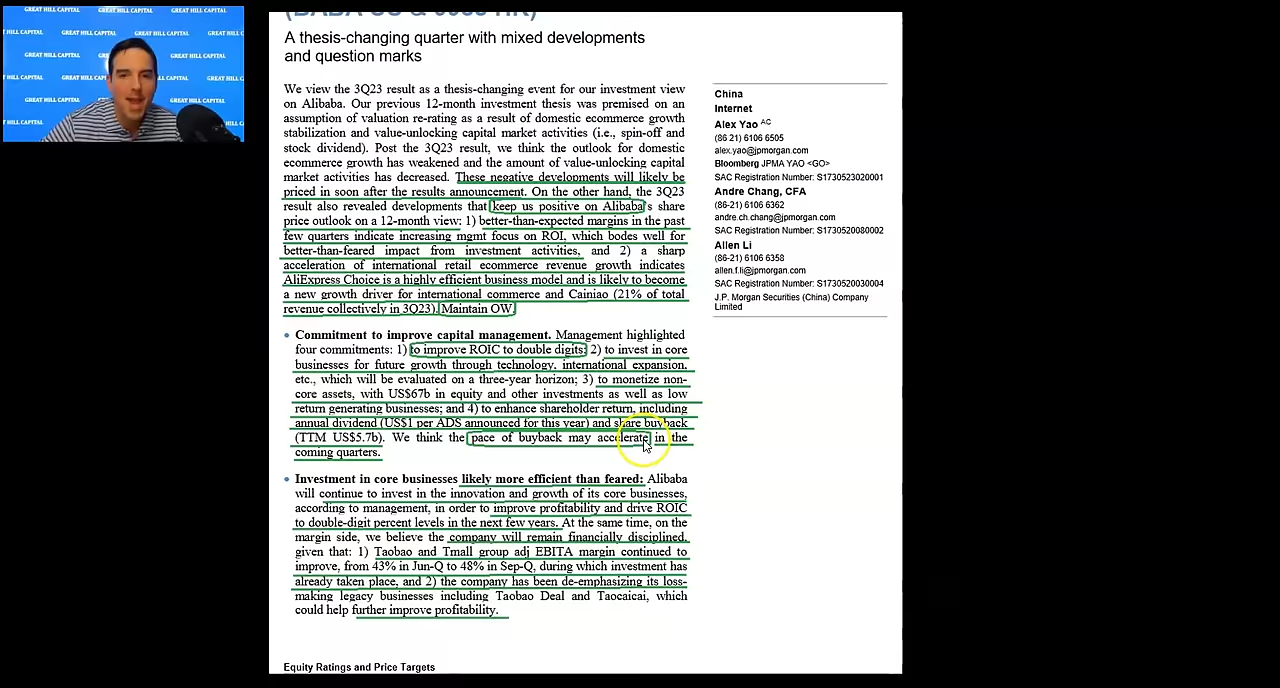 GREAT HILL CAPITAL
(BABA US & 9988 HK)
A thesis-changing quarter with mixed developments
and question marks
We view the 3Q23 result as a thesis-changing event for our investment view
on Alibaba. Our previous 12-month investment thesis was premised on an
assumption of valuation re-rating as a result of domestic ecommerce growth
stabilization and value-unlocking capital market activities (i.e., spin-off and
stock dividend). Post the 3Q23 result, we think the outlook for domestic
ecommerce growth has weakened and the amount of value-unlocking capital
market activities has decreased. These negative developments will likely be
priced in soon after the results announcement. On the other hand, the 3Q23
result also revealed developments that keep us positive on Alibaba's share
price outlook on a 12-month view: 1) better-than-expected margins in the past
few quarters indicate increasing mgmt focus on ROI, which bodes well for
better-than-feared impact from investment activities, and 2) a sharp
acceleration of international retail ecommerce revenue growth indicates
AliExpress Choice is a highly efficient business model and is likely to become
a new growth driver for international commerce and Cainiao (21% of total
revenue collectively in 3Q23). Maintain OW.
• Commitment to improve capital management. Management highlighted
four commitments: 1) to improve ROIC to double digits; 2) to invest in core
businesses for future growth through technology, international expansion,
etc., which will be evaluated on a three-year horizon; 3) to monetize non-
core assets, with US$67b in equity and other investments as well as low
return generating businesses; and 4) to enhance shareholder return, including
annual dividend (US$1 per ADS announced for this year) and share buyback
(TTM US$5.7b). We think the pace of buyback may accelerate in the
coming quarters.
• Investment in core businesses likely more efficient than feared: Alibaba
will continue to invest in the innovation and growth of its core businesses,
according to management, in order to improve profitability and drive ROIC
to double-digit percent levels in the next few years. At the same time, on the
margin side, we believe the company will remain financially disciplined,
given that: 1) Taobao and Tmall group adj EBITA margin continued to
improve, from 43% in Jun-Q to 48% in Sep-Q, during which investment has
already taken place, and 2) the company has been de-emphasizing its loss-
making legacy businesses including Taobao Deal and Taocaicai, which
could help further improve profitability.
Equity Ratings and Price Targets
China
Internet
Alex Yao AC
(86 21) 6106 6505
alex.yao@jpmorgan.com
Bloomberg JPMA YAO <GO>
SAC Registration Number: S1730523020001
Andre Chang, CFA
(86-21) 6106 6362
andre.ch.chang@jpmorgan.com
SAC Registration Number: S1730520080002
Allen Li
(86-21) 6106 6358
allen.f.li@jpmorgan.com
SAC Registration Number: S1730520030004
J.P. Morgan Securities (China) Company
Limited